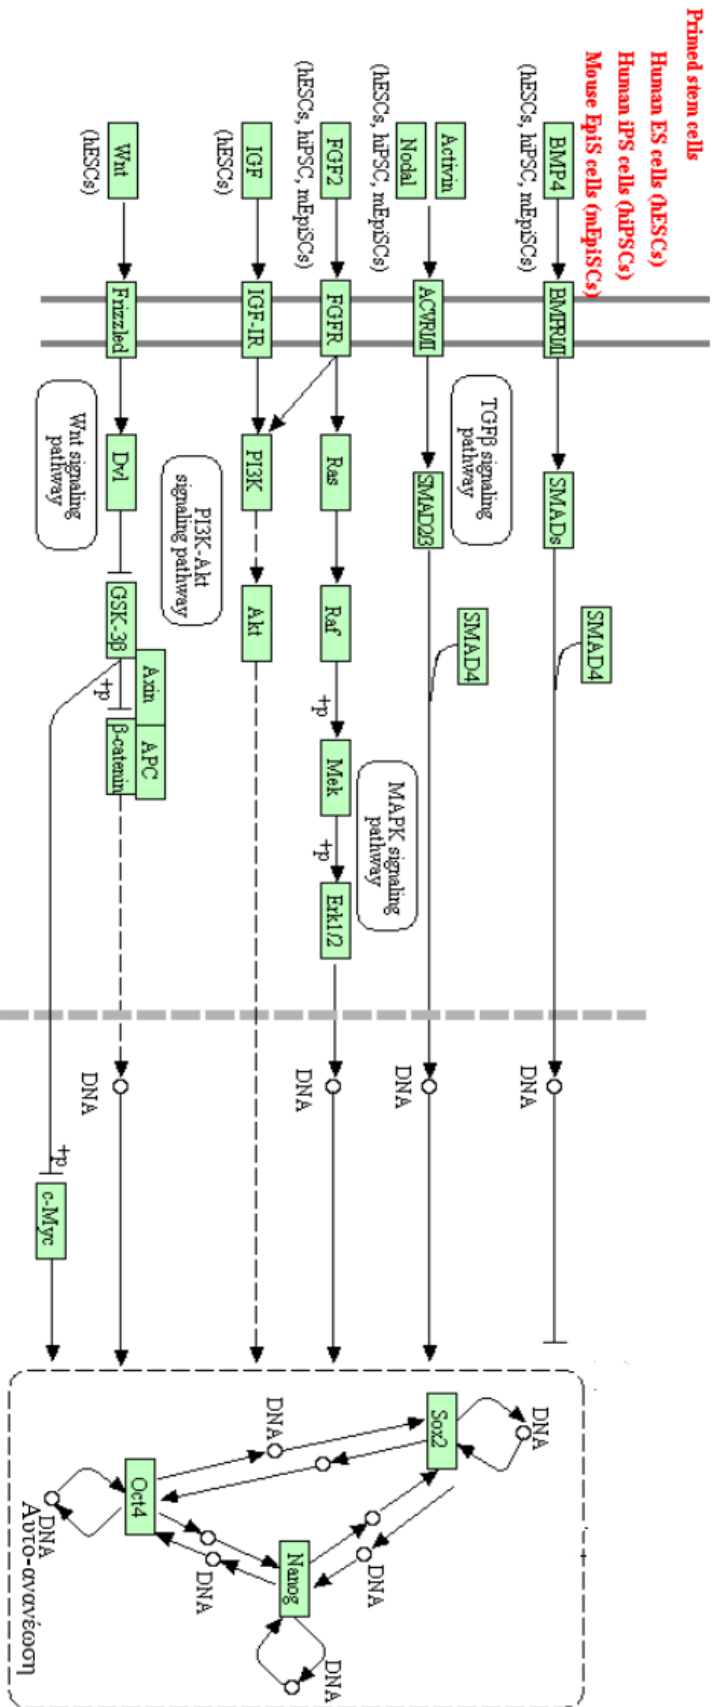 Primed stem cells
Human ES cells (hESCs)
Human iPS cells (hiPSCs)
Mouse EpiS cells (mEpiSCs)
BMP4
(hESCs, hiPSC, mEpiSCs)
BMPRI/II
SMADs
SMAD4
DNA
TGFβ signaling
pathway
Activin
Nodal
(hESCs, hiPSC, mEpiSCs)
ACVRI/II
SMAD2/3
SMAD4
DNA
MAPK signaling
pathway
FGF2
(hESCs, hiPSC, mEpiSCs)
FGFR
Ras
Raf
+p
Mek
+p
Erk1/2
DNA
IGF
(hESCs)
IGF-IR
PI3K
Akt
PI3K-Akt
signaling pathway
Wnt
(hESCs)
Frizzled
Dvl
GSK-3β
Axin
APC
+p
β-catenin
DNA
Wnt signaling
pathway
+p
c-Myc
DNA
Sox2
DNA
DNA
Nanog
DNA
DNA
Oct4
DNA
Αυτο-ανανέωση